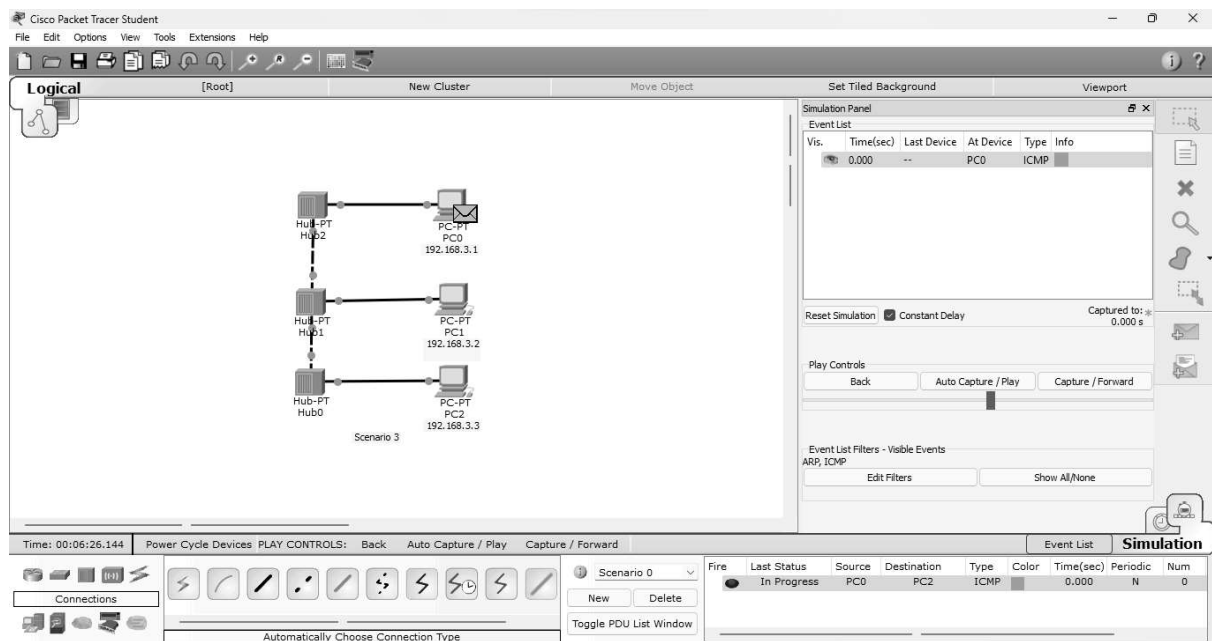 Cisco Packet Tracer Student
File Edit Options View Tools Extensions Help
Logical [Root] New Cluster Move Object Set Tiled Background Viewport
Simulation Panel
Event List
Vis. Time(sec) Last Device At Device Type Info
0.000 -- PC0 ICMP
Hub-PT
Hub2
PC-PT
PC0
192.168.3.1
Hub-PT
Hub1
PC-PT
PC1
192.168.3.2
Hub-PT
Hub0
PC-PT
PC2
192.168.3.3
Scenario 3
Reset Simulation Constant Delay Captured to: *
0.000 s
Play Controls
Back Auto Capture / Play Capture / Forward
Event List Filters - Visible Events
ARP, ICMP
Edit Filters Show All/None
Time: 00:06:26.144 Power Cycle Devices PLAY CONTROLS: Back Auto Capture / Play Capture / Forward Event List Simulation
Connections
Automatically Choose Connection Type
Scenario 0
New Delete
Toggle PDU List Window
Fire Last Status Source Destination Type Color Time(sec) Periodic Num
In Progress PC0 PC2 ICMP 0.000 N 0